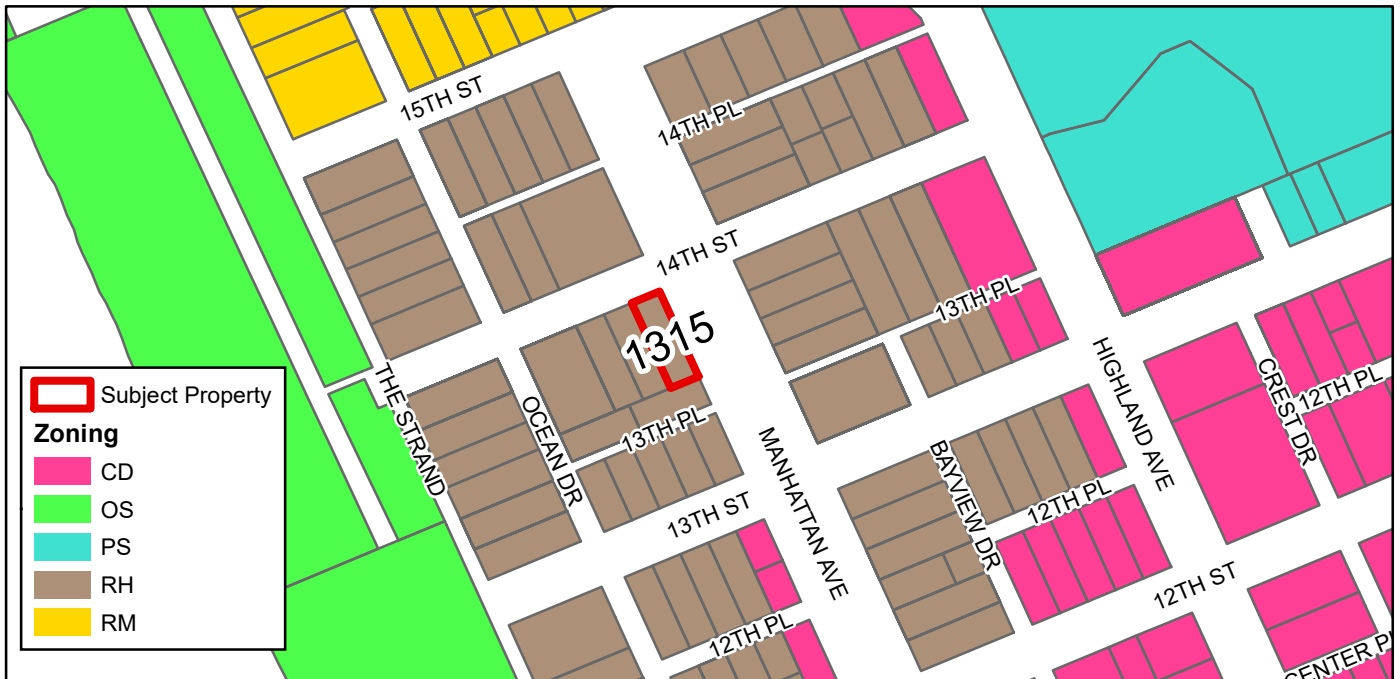 15TH ST
14TH PL
14TH ST
1315
13TH PL
THE STRAND
OCEAN DR
13TH PL
MANHATTAN AVE
HIGHLAND AVE
CREST DR
12TH PL
BAYVIEW DR
12TH PL
13TH ST
12TH ST
12TH PL
CENTER P
Subject Property
Zoning
CD
OS
PS
RH
RM